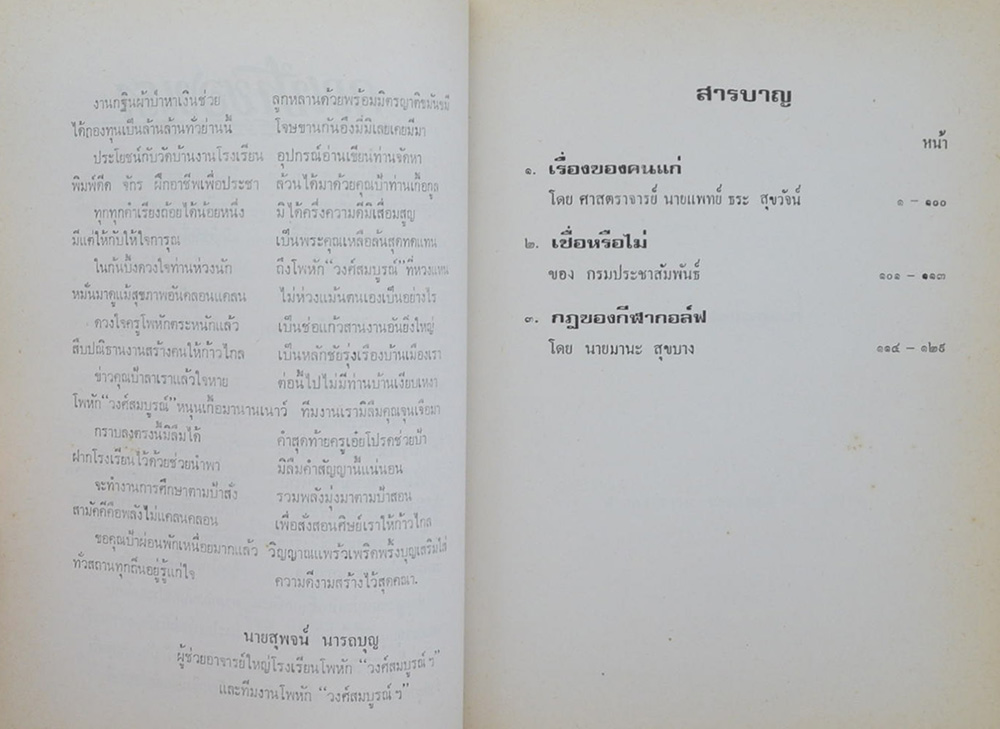 งานกฐินผ้าป่าหาเงินช่วย ลูกหลานด้วยพร้อมมิตรญาติขมันขมี
ได้กองทุนเป็นล้านล้านทั่วย่านนี้ โจษขานกันอึงมี่มิเลยเคยมีมา
ประโยชน์กับวัดบ้านงานโรงเรียน อุปกรณ์อ่านเขียนท่านจัดหา
พิมพ์ดีด จักร ฝึกอาชีพเพื่อประชา ล้วนได้มาด้วยคุณป้าท่านเกื้อกูล
ทุกทุกคำเรียงถ้อยได้น้อยหนึ่ง มิได้ครึ่งความดีมิเสื่อมสูญ
มีแต่ให้กับให้ใจการุณ เป็นพระคุณเหลือล้นสุดทดแทน
ในก้นบึ้งดวงใจท่านห่วงนัก ถึงโพหัก "วงศ์สมบูรณ์" ที่หวงแหน
หมั่นมาดูแม้สุขภาพอันคลอนแคลน ไม่ห่วงแม้นตนเองเป็นอย่างไร
ดวงใจครูโพหักตระหนักแล้ว เป็นช่อแก้วสานงานอันยิ่งใหญ่
สืบปณิธานงานสร้างคนให้ก้าวไกล เป็นหลักชัยรุ่งเรืองบ้านเมืองเรา
ข่าวคุณป้าลาเราแล้วใจหาย ต่อนี้ไปไม่มีท่านบ้านเงียบเหงา
โพหัก "วงศ์สมบูรณ์" หนุนเกื้อมานานเนาว์ ทีมงานเรามิลืมคุณจุนเจือมา
กราบลงตรงนี้มิลืมได้ คำสุดท้ายครูเอ๋ยโปรดช่วยป้า
ฝากโรงเรียนไว้ด้วยช่วยนำพา มิลืมคำสัญญานี้แน่นอน
จะทำงานการศึกษาตามป้าสั่ง รวมพลังมุ่งมาตามป้าสอน
สามัคคีคือพลังไม่แคลนคลอน เพื่อสั่งสอนศิษย์เราให้ก้าวไกล
ขอคุณป้าผ่อนพักเหนื่อยมากแล้ว วิญญาณแพร้วเพริดพริ้งบุญเสริมใส่
ทั่วสถานทุกถิ่นอยู่รู้แก่ใจ ความดีงามสร้างไว้สุดคณา.
นายสุพจน์ นารถบุญ
ผู้ช่วยอาจารย์ใหญ่โรงเรียนโพหัก "วงศ์สมบูรณ์ ฯ"
และทีมงานโพหัก "วงศ์สมบูรณ์ ฯ"
สารบาญ
หน้า
๑. เรื่องของคนแก่
โดย ศาสตราจารย์ นายแพทย์ ธระ สุขวัจน์ ๑ – ๑๐๐
๒. เชื่อหรือไม่
ของ กรมประชาสัมพันธ์ ๑๐๑ – ๑๑๓
๓. กฎของกีฬากอล์ฟ
โดย นายมานะ สุขบาง ๑๑๔ – ๑๒๕